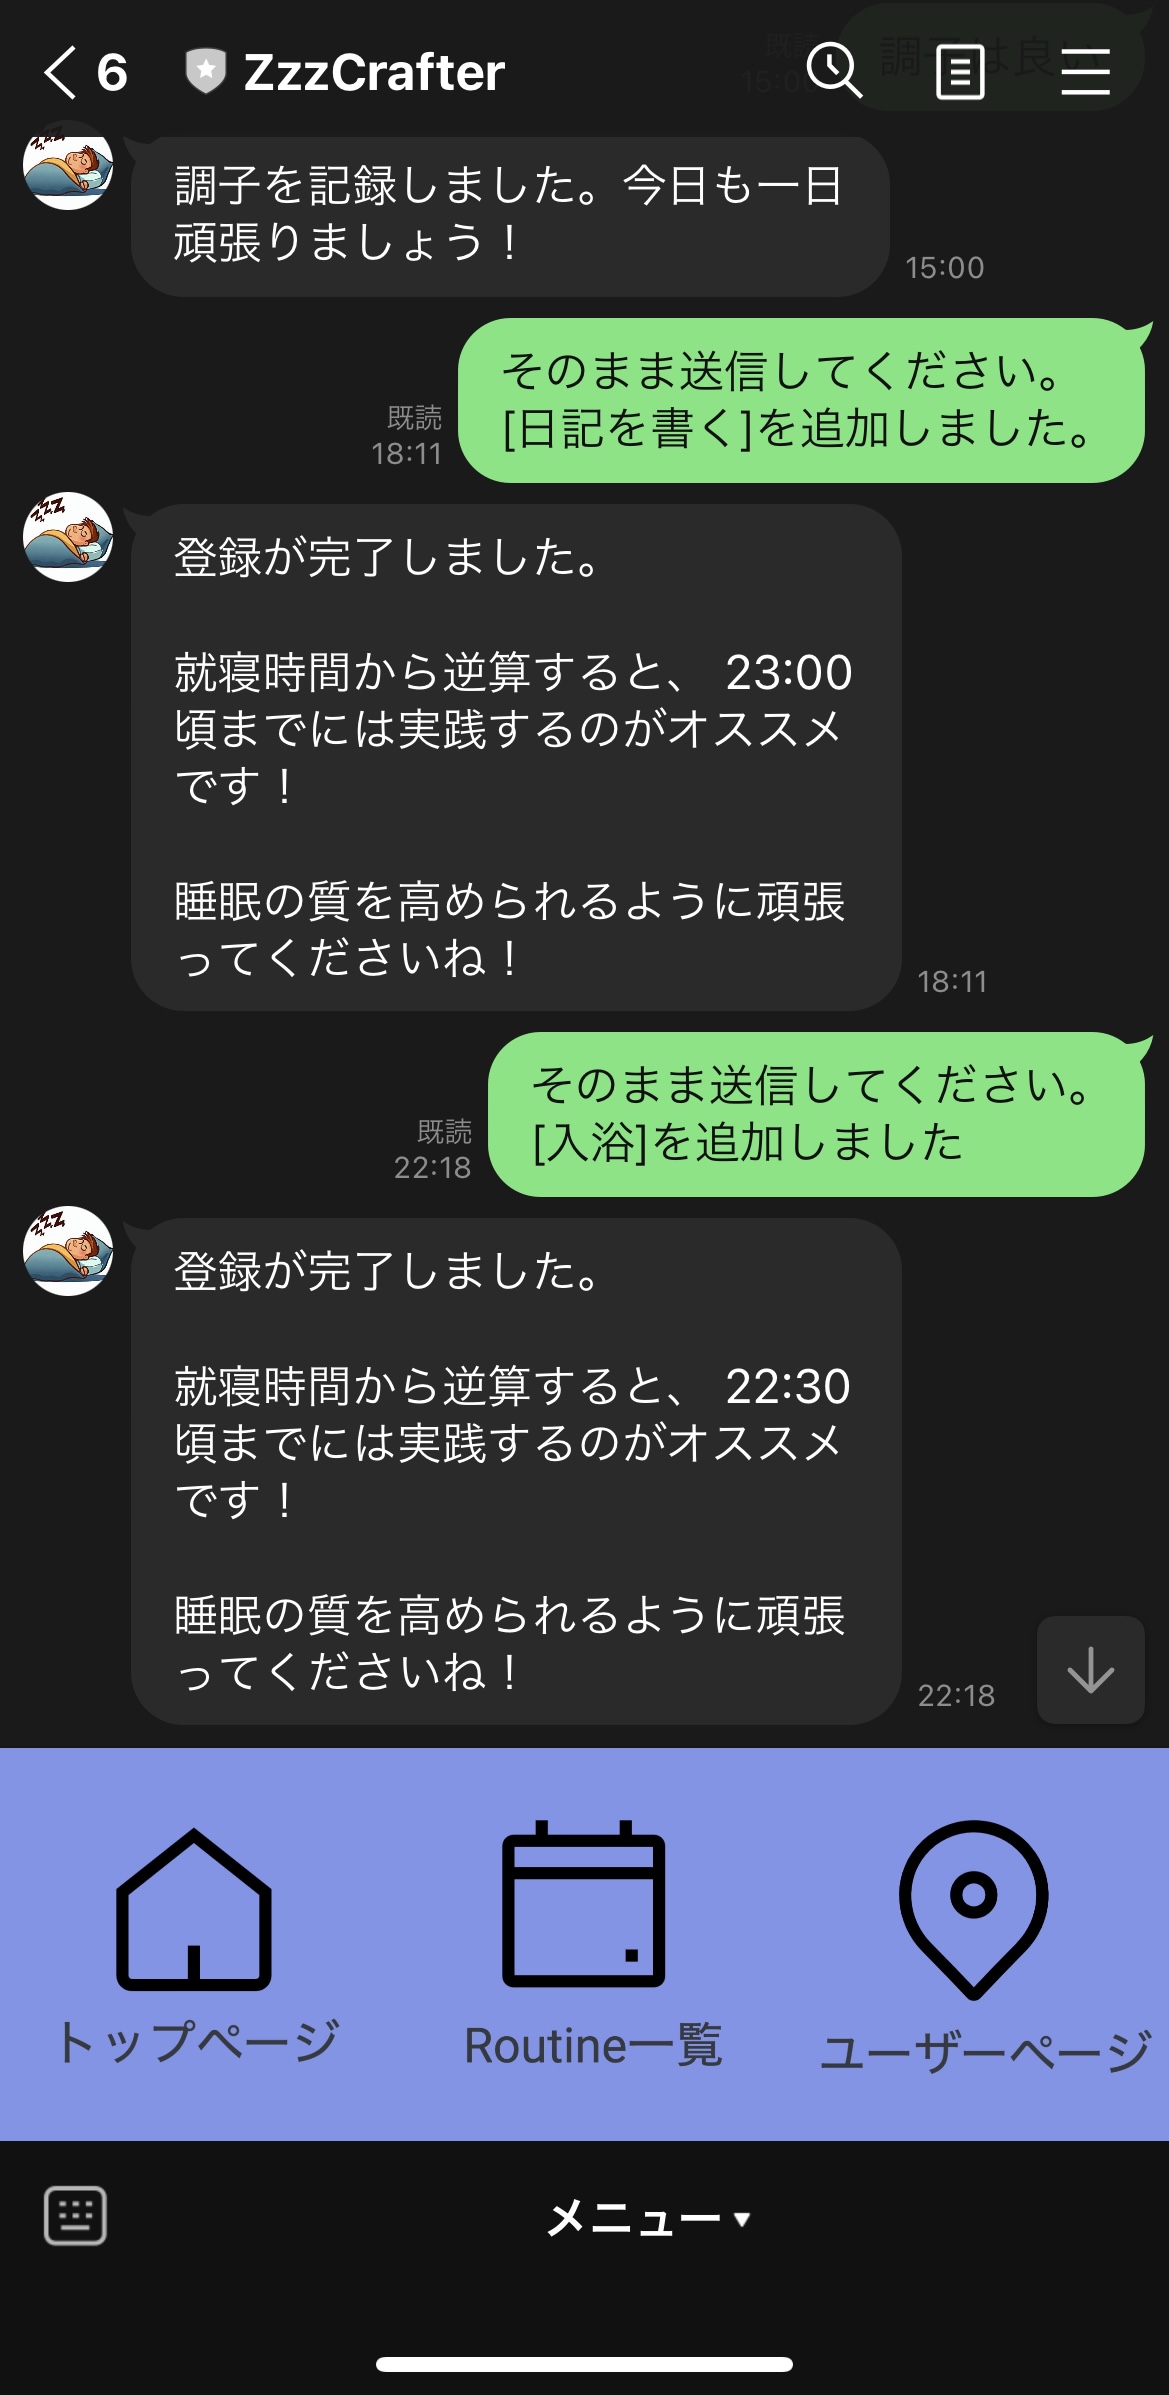 6 ZzzCrafter
既読
15:00
調子は良い
調子を記録しました。今日も一日
頑張りましょう！
15:00
そのまま送信してください。
[日記を書く]を追加しました。
既読
18:11
登録が完了しました。
就寝時間から逆算すると、 23:00
頃までには実践するのがオススメ
です！
睡眠の質を高められるように頑張
ってくださいね！
18:11
そのまま送信してください。
[入浴]を追加しました
既読
22:18
登録が完了しました。
就寝時間から逆算すると、 22:30
頃までには実践するのがオススメ
です！
睡眠の質を高められるように頑張
ってくださいね！
22:18
トップページ
Routine一覧
ユーザーページ
メニュー▼